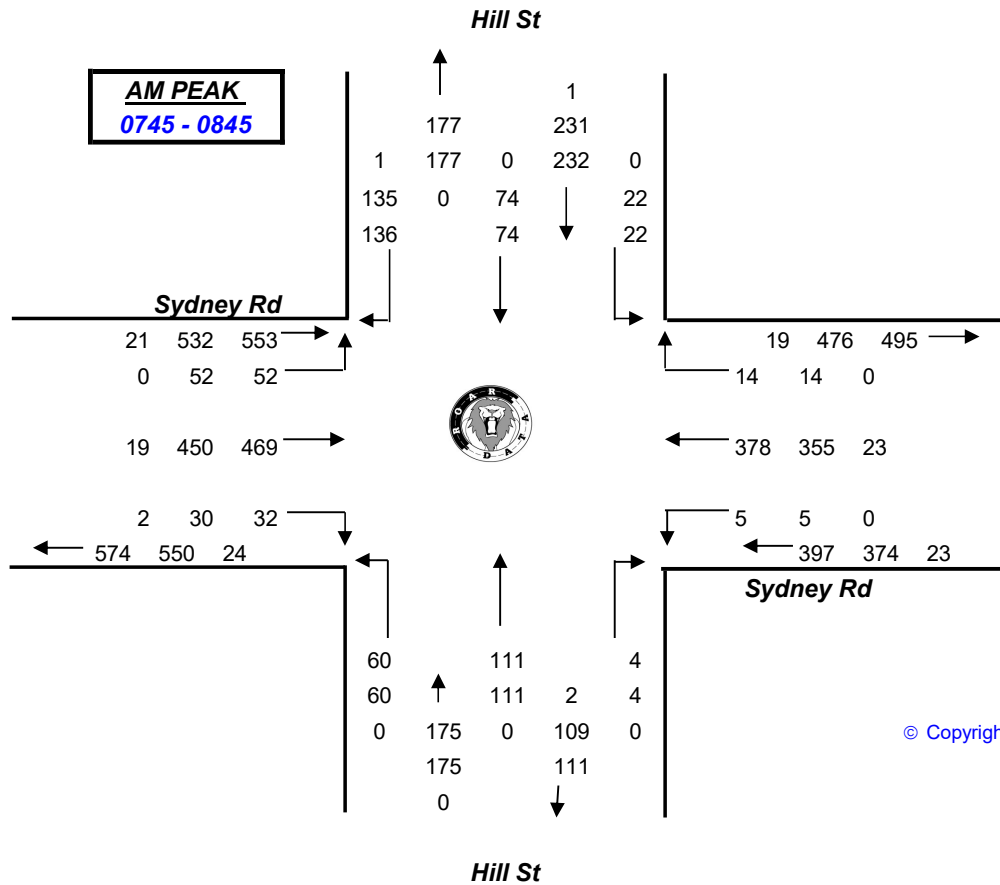 Hill St
AM PEAK
0745 - 0845
1
177 231
1 177 0 232 0
135 0 74 22
136 74 22
Sydney Rd
21 532 553 19 476 495
0 52 52 14 14 0
ROAR DATA
19 450 469 378 355 23
2 30 32 5 5 0
574 550 24 397 374 23
Sydney Rd
60 111 4
60 111 2 4
0 175 0 109 0
© Copyrigh
175 111
0
Hill St